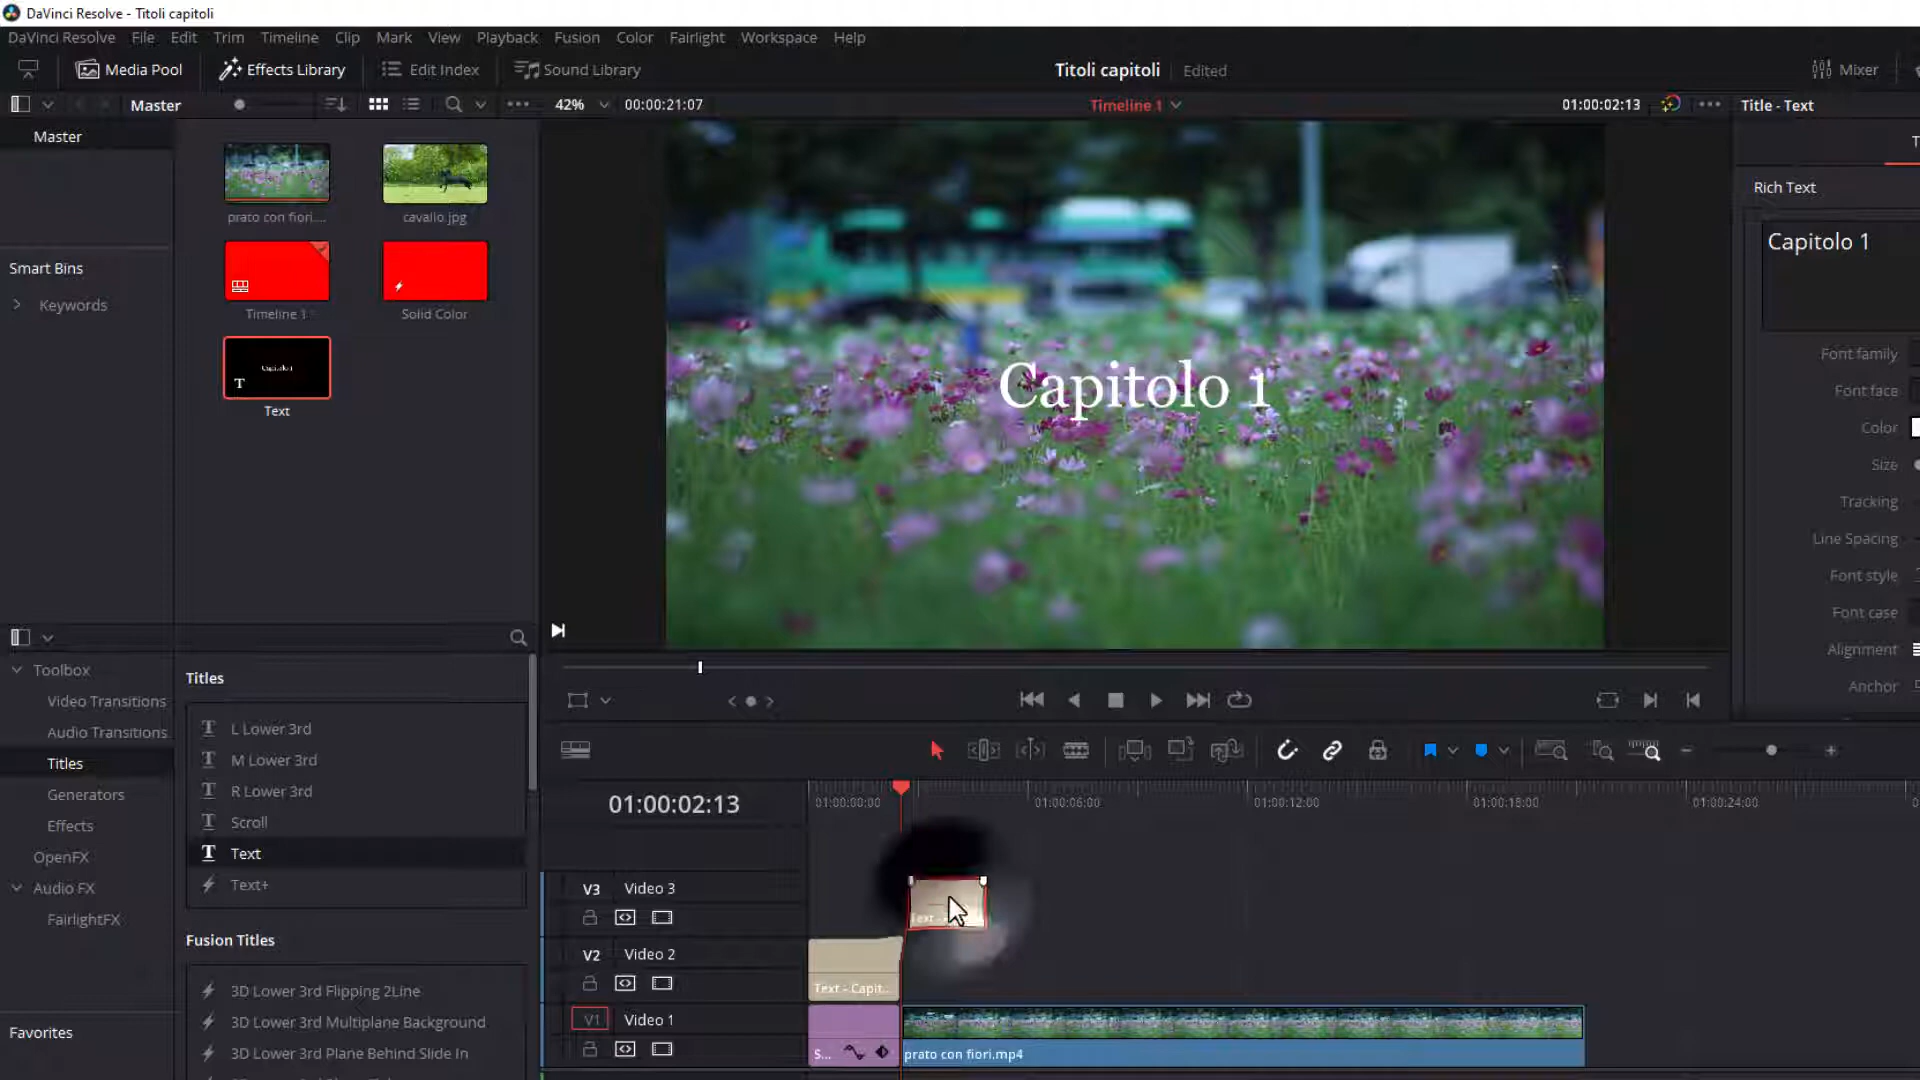 DaVinci Resolve - Titoli capitoli
DaVinci Resolve File Edit Trim Timeline Clip Mark View Playback Fusion Color Fairlight Workspace Help
Media Pool Effects Library Edit Index Sound Library Titoli capitoli Edited Mixer
Master 42% 00:00:21:07 Timeline 1 01:00:02:13 Title - Text
Master
Smart Bins
Keywords
prato con fiori....
cavallo.jpg
Timeline 1
Solid Color
Text
Capitolo 1
Rich Text
Capitolo 1
Font family
Font face
Color
Size
Tracking
Line Spacing
Font style
Font case
Alignment
Anchor
Toolbox
Video Transitions
Audio Transitions
Titles
Generators
Effects
OpenFX
Audio FX
FairlightFX
Favorites
Titles
L Lower 3rd
M Lower 3rd
R Lower 3rd
Scroll
Text
Text+
Fusion Titles
3D Lower 3rd Flipping 2Line
3D Lower 3rd Multiplane Background
3D Lower 3rd Plane Behind Slide In
01:00:02:13
01:00:00:00 01:00:06:00 01:00:12:00 01:00:18:00 01:00:24:00
V3 Video 3
V2 Video 2
Text - Capit...
V1 Video 1
S... prato con fiori.mp4